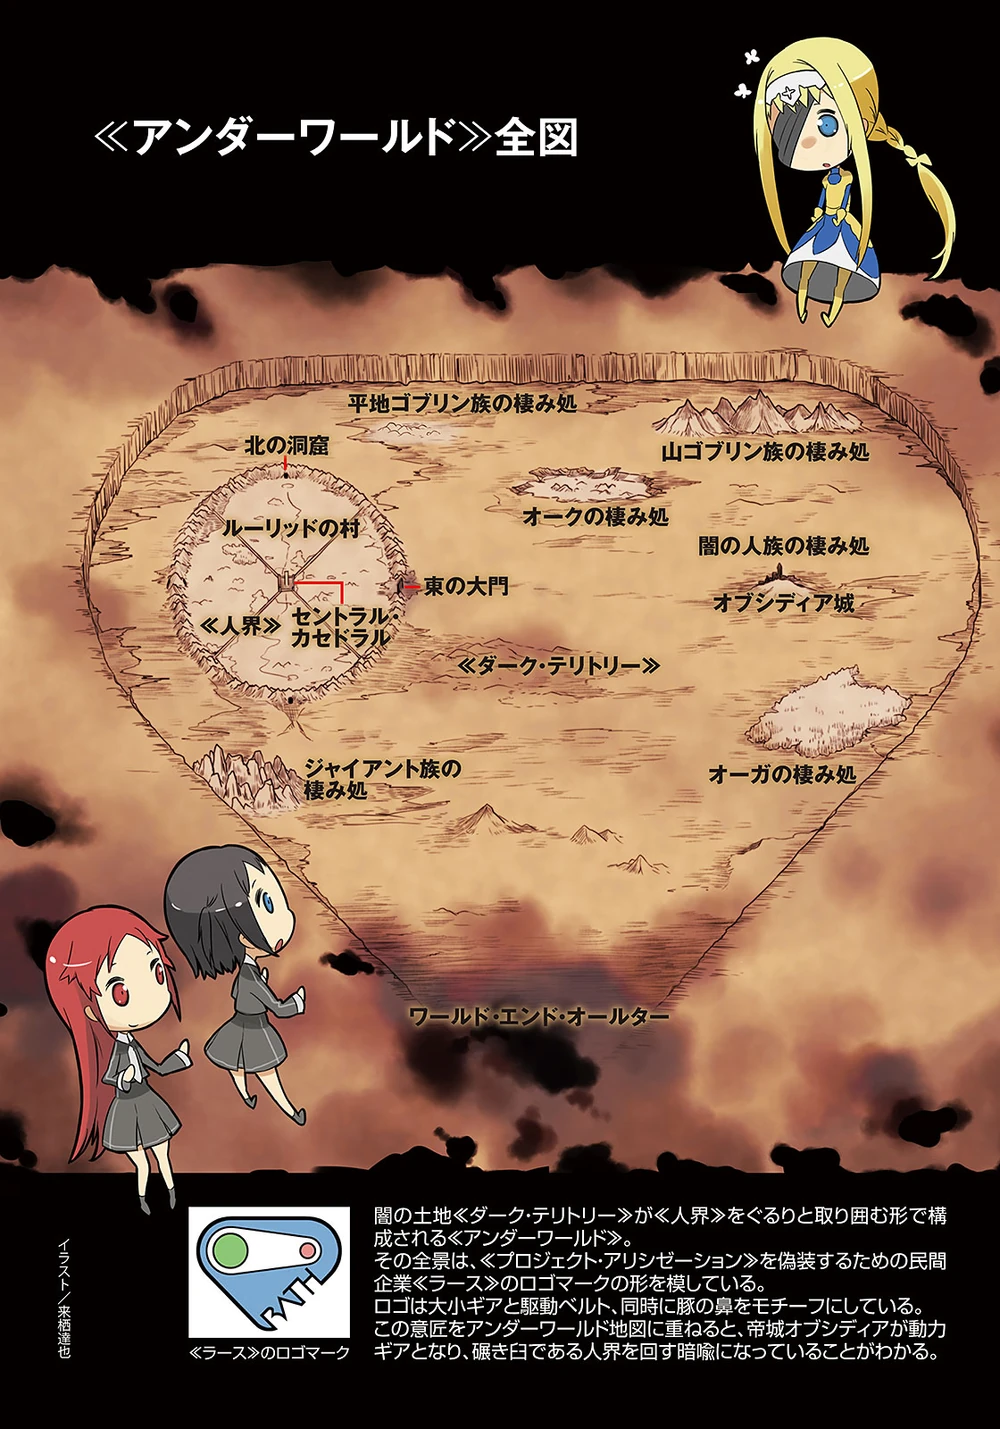 ≪アンダーワールド≫全図
平地ゴブリン族の棲み処
山ゴブリン族の棲み処
北の洞窟
オークの棲み処
ルーリッドの村
闇の人族の棲み処
東の大門
オブシディア城
≪人界≫
セントラル・
カセドラル
≪ダーク・テリトリー≫
ジャイアント族の
棲み処
オーガの棲み処
ワールド・エンド・オールター
闇の土地≪ダーク・テリトリー≫が≪人界≫をぐるりと取り囲む形で構
成される≪アンダーワールド≫。
その全景は、≪プロジェクト・アリシゼーション≫を偽装するための民間
企業≪ラース≫のロゴマークの形を模している。
ロゴは大小ギアと駆動ベルト、同時に豚の鼻をモチーフにしている。
この意匠をアンダーワールド地図に重ねると、帝城オブシディアが動力
ギアとなり、碾き臼である人界を回す暗喩になっていることがわかる。
RATH
≪ラース≫のロゴマーク
イラスト／来栖達也